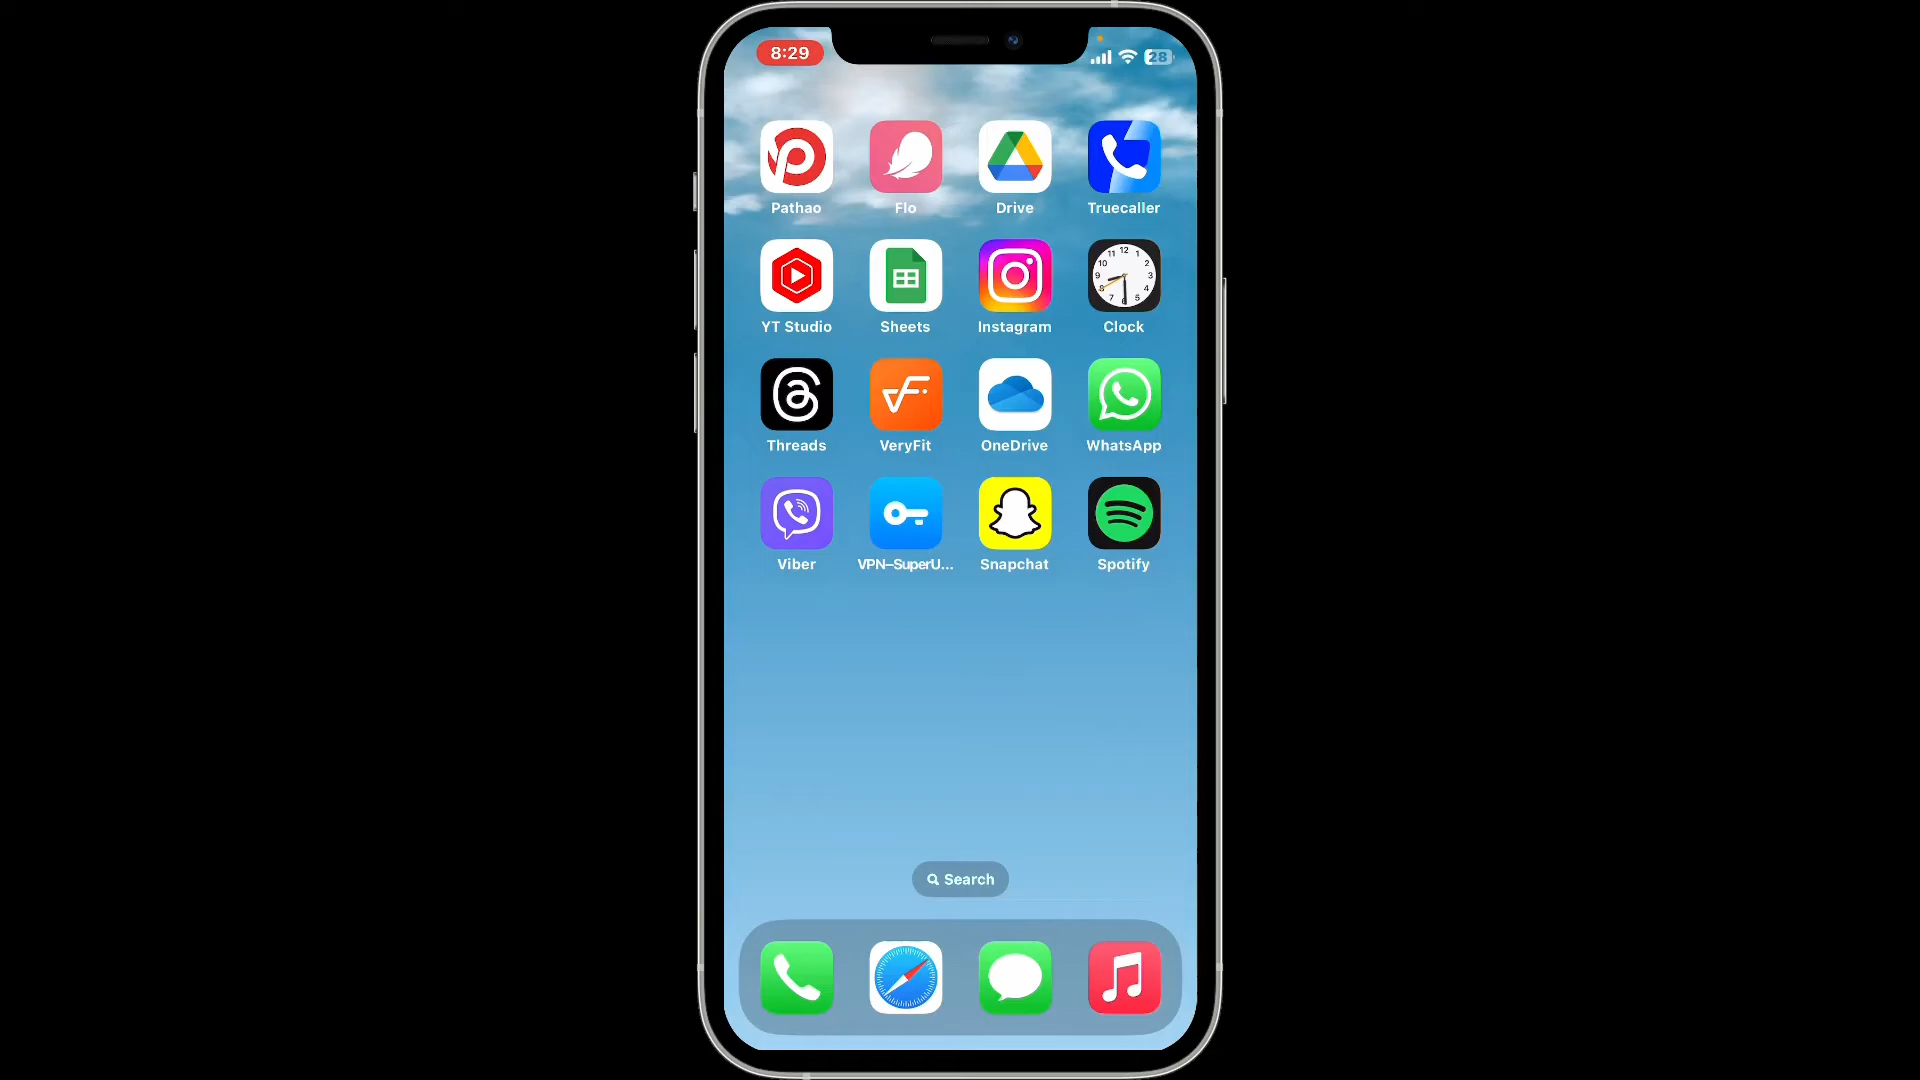 8:29
28
Pathao Flo Drive Truecaller
YT Studio Sheets Instagram Clock
Threads VeryFit OneDrive WhatsApp
Viber VPN–SuperU... Snapchat Spotify
Search